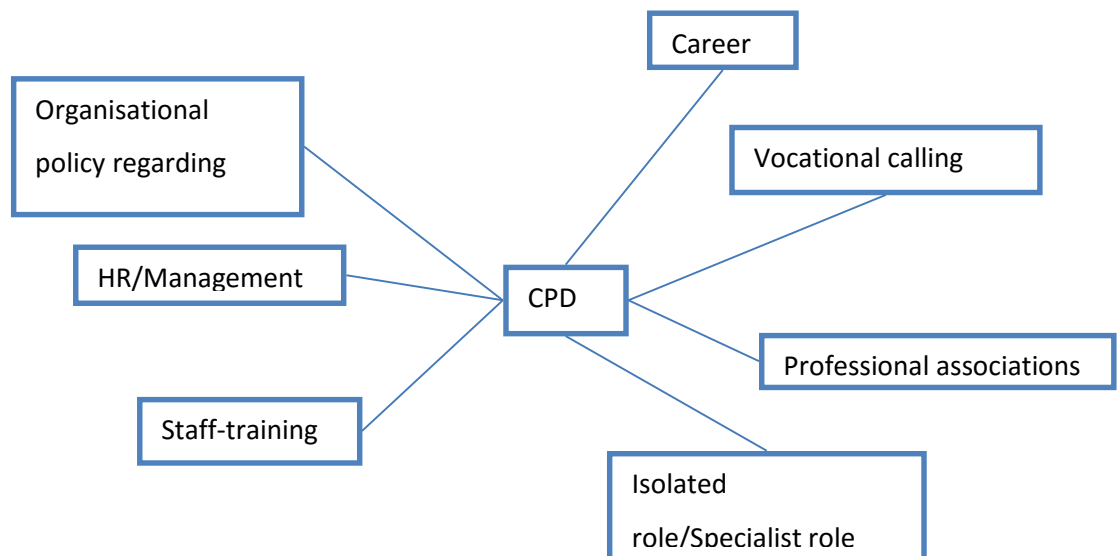 Career
Organisational
policy regarding
Vocational calling
HR/Management
CPD
Professional associations
Staff-training
Isolated
role/Specialist role